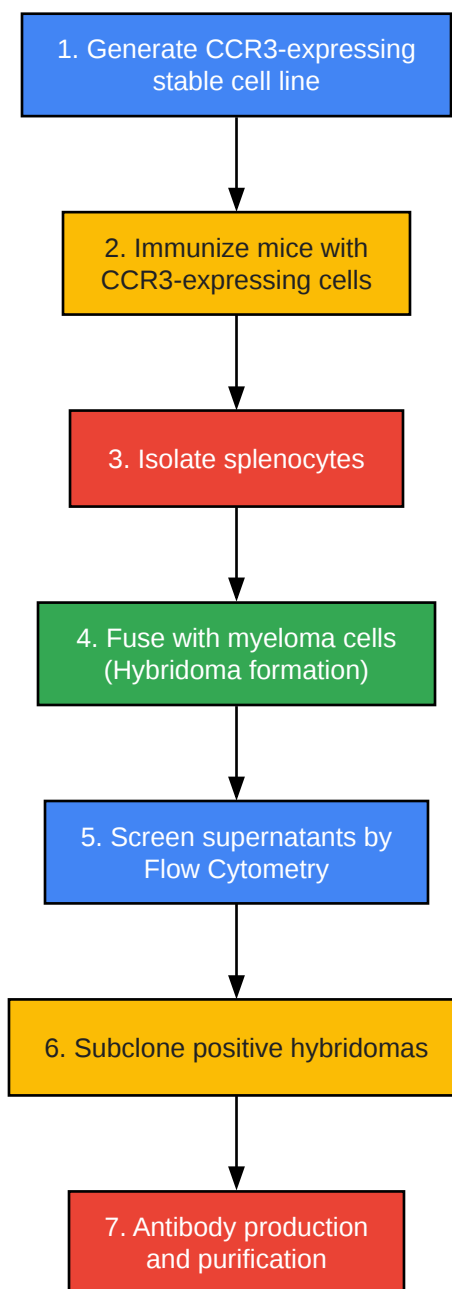 1. Generate CCR3-expressing
stable cell line
2. Immunize mice with
CCR3-expressing cells
3. Isolate splenocytes
4. Fuse with myeloma cells
(Hybridoma formation)
5. Screen supernatants by
Flow Cytometry
6. Subclone positive hybridomas
7. Antibody production
and purification